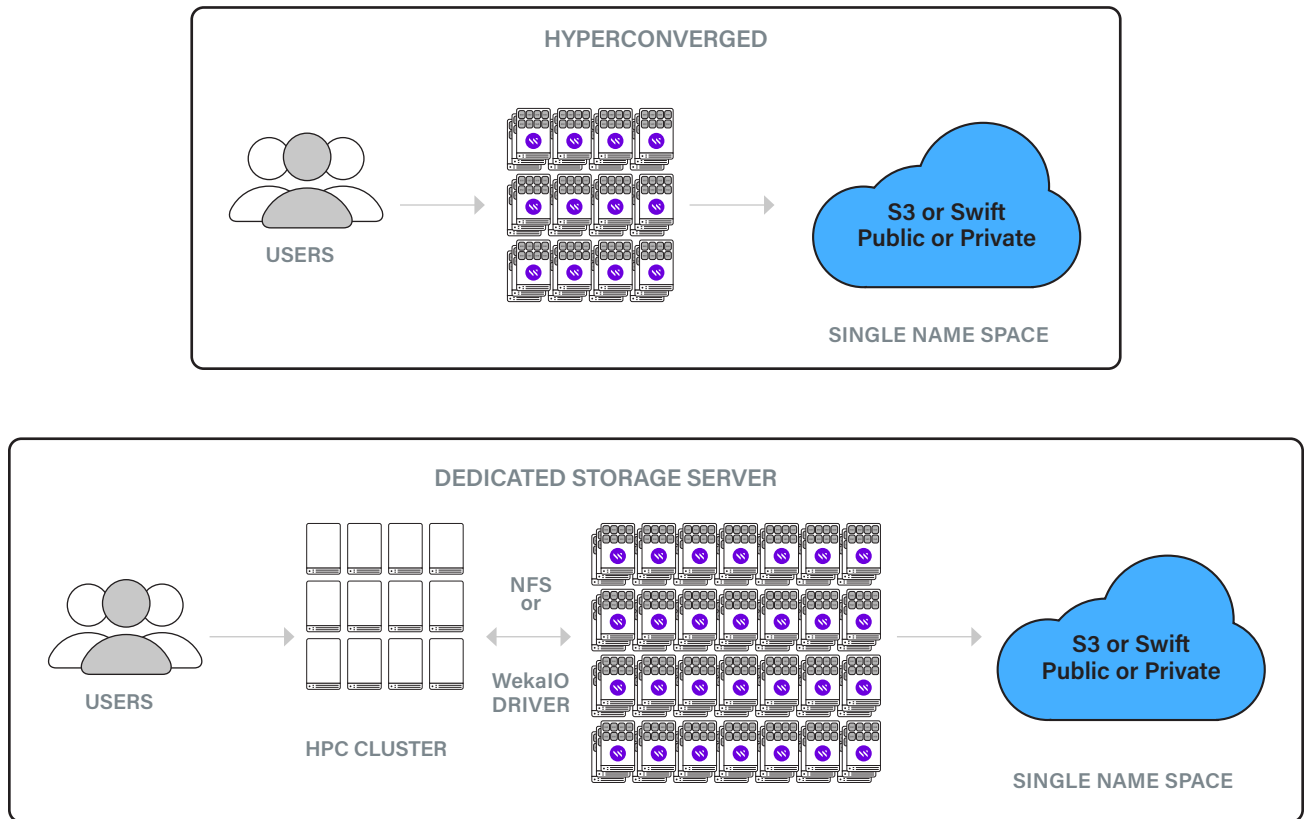 HYPERCONVERGED
USERS
S3 or Swift
Public or Private
SINGLE NAME SPACE
DEDICATED STORAGE SERVER
USERS
HPC CLUSTER
NFS
or
WekaIO
DRIVER
S3 or Swift
Public or Private
SINGLE NAME SPACE